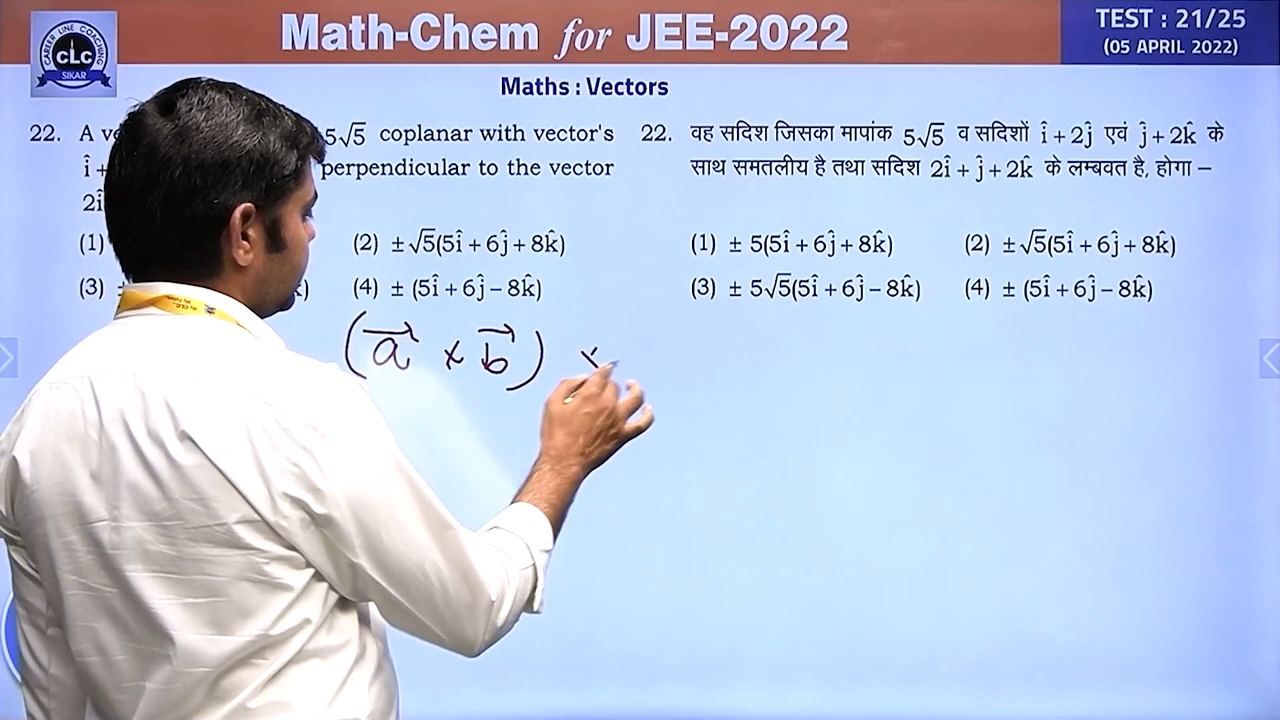 Math-Chem for JEE-2022
TEST : 21/25
(05 APRIL 2022)
CAREER LINE COACHING
CLC
SIKAR
Maths : Vectors
22. A 5√5 coplanar with vector's
î + perpendicular to the vector
2î
(1) (2) ± √5(5î + 6ĵ + 8k̂)
(3) (4) ± (5î + 6ĵ – 8k̂)
22. वह सदिश जिसका मापांक 5√5 व सदिशों î + 2ĵ एवं ĵ + 2k̂ के
साथ समतलीय है तथा सदिश 2î + ĵ + 2k̂ के लम्बवत है, होगा –
(1) ± 5(5î + 6ĵ + 8k̂) (2) ± √5(5î + 6ĵ + 8k̂)
(3) ± 5√5(5î + 6ĵ – 8k̂) (4) ± (5î + 6ĵ – 8k̂)
(a⃗ × b⃗) ×